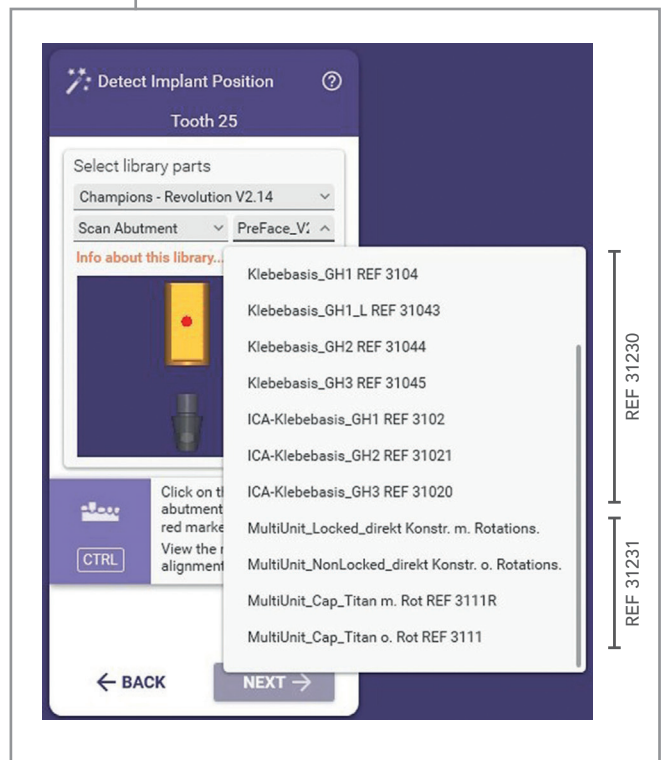 Detect Implant Position
Tooth 25
Select library parts
Champions - Revolution V2.14
Scan Abutment
PreFace_V
Info about this library...
Klebebasis_GH1 REF 3104
Klebebasis_GH1_L REF 31043
Klebebasis_GH2 REF 31044
Klebebasis_GH3 REF 31045
ICA-Klebebasis_GH1 REF 3102
ICA-Klebebasis_GH2 REF 31021
ICA-Klebebasis_GH3 REF 31020
MultiUnit_Locked_direkt Konstr. m. Rotations.
MultiUnit_NonLocked_direkt Konstr. o. Rotations.
MultiUnit_Cap_Titan m. Rot REF 3111R
MultiUnit_Cap_Titan o. Rot REF 3111
REF 31230
REF 31231
Click on th
abutment
red marke
CTRL
View the r
alignment
BACK
NEXT